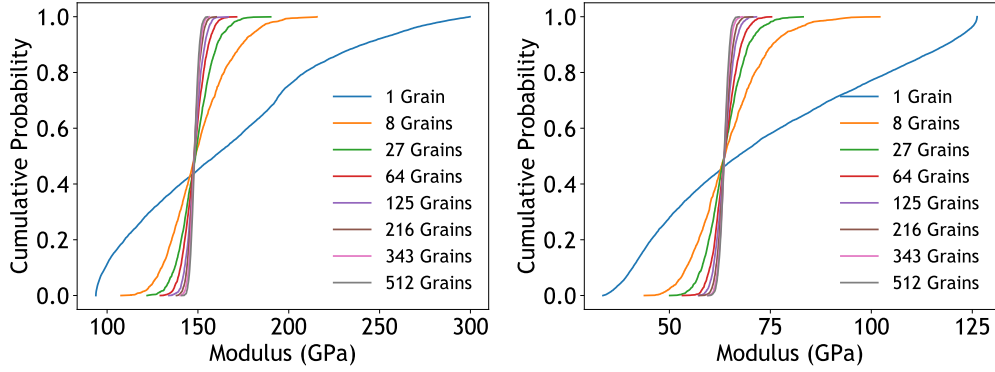 Cumulative Probability
1.0
0.8
0.6
0.4
0.2
0.0
1 Grain
8 Grains
27 Grains
64 Grains
125 Grains
216 Grains
343 Grains
512 Grains
100 150 200 250 300
Modulus (GPa)
Cumulative Probability
1.0
0.8
0.6
0.4
0.2
0.0
1 Grain
8 Grains
27 Grains
64 Grains
125 Grains
216 Grains
343 Grains
512 Grains
50 75 100 125
Modulus (GPa)